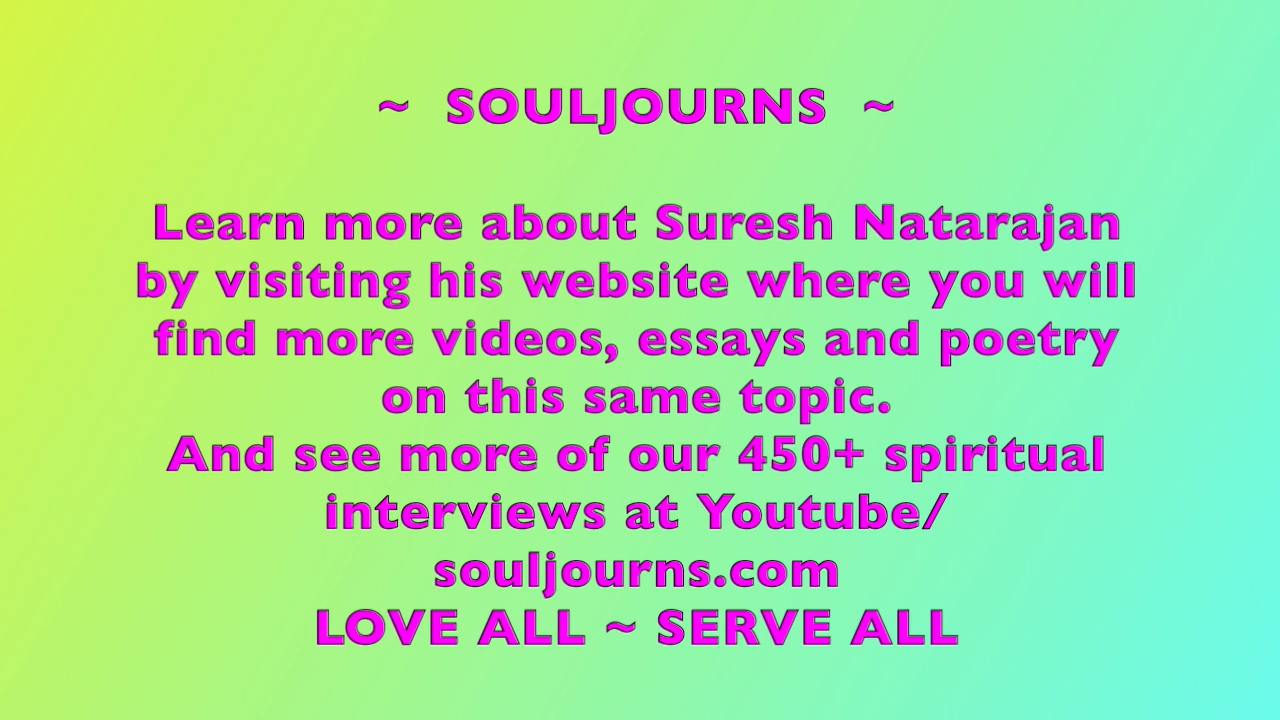 ~ SOULJOURNS ~
Learn more about Suresh Natarajan
by visiting his website where you will
find more videos, essays and poetry
on this same topic.
And see more of our 450+ spiritual
interviews at Youtube/
souljourns.com
LOVE ALL ~ SERVE ALL